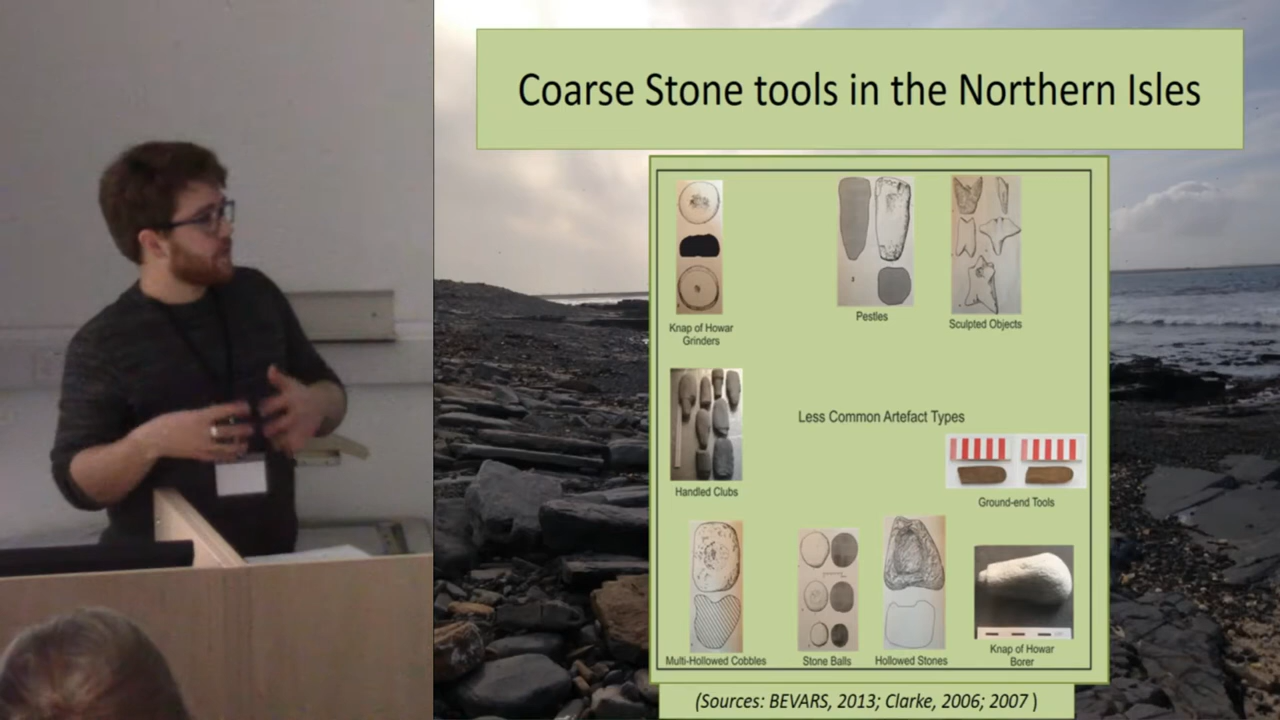 Coarse Stone tools in the Northern Isles
Knap of Howar
Grinders
Pestles
Sculpted Objects
Handled Clubs
Less Common Artefact Types
Ground-end Tools
Multi-Hollowed Cobbles
Stone Balls
Hollowed Stones
Knap of Howar
Borer
(Sources: BEVARS, 2013; Clarke, 2006; 2007 )